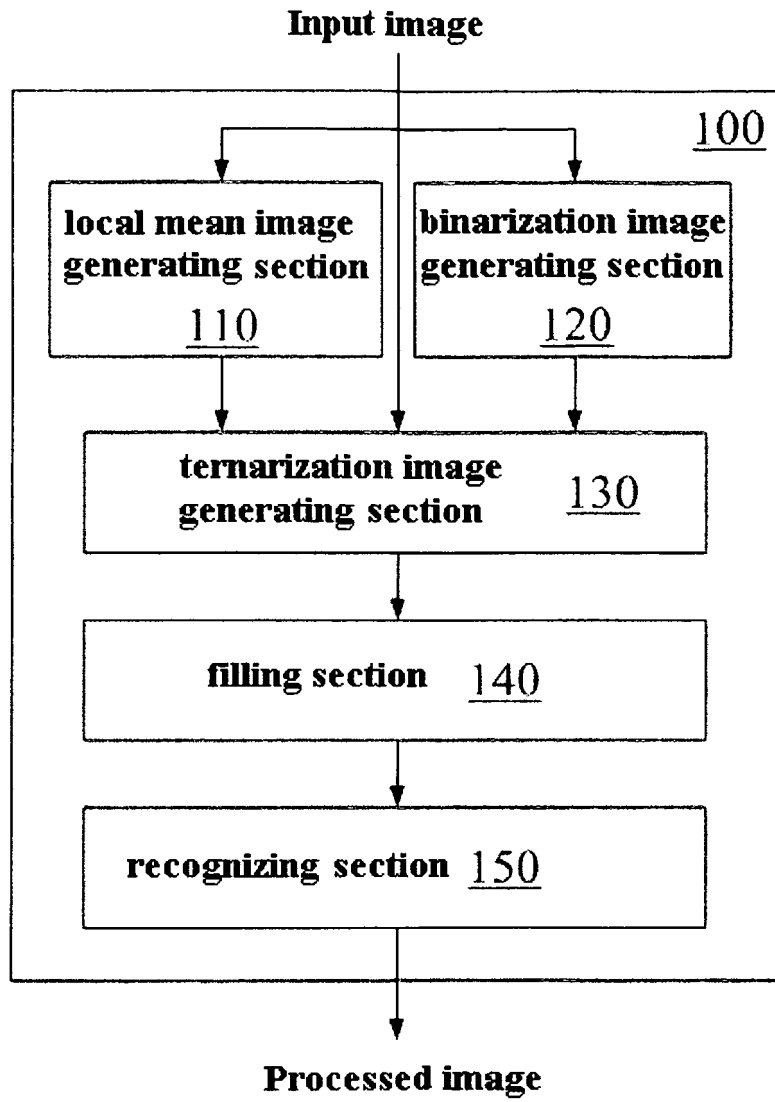 Input image
100
local mean image
generating section
110
binarization image
generating section
120
ternarization image
generating section
130
filling section 140
recognizing section 150
Processed image